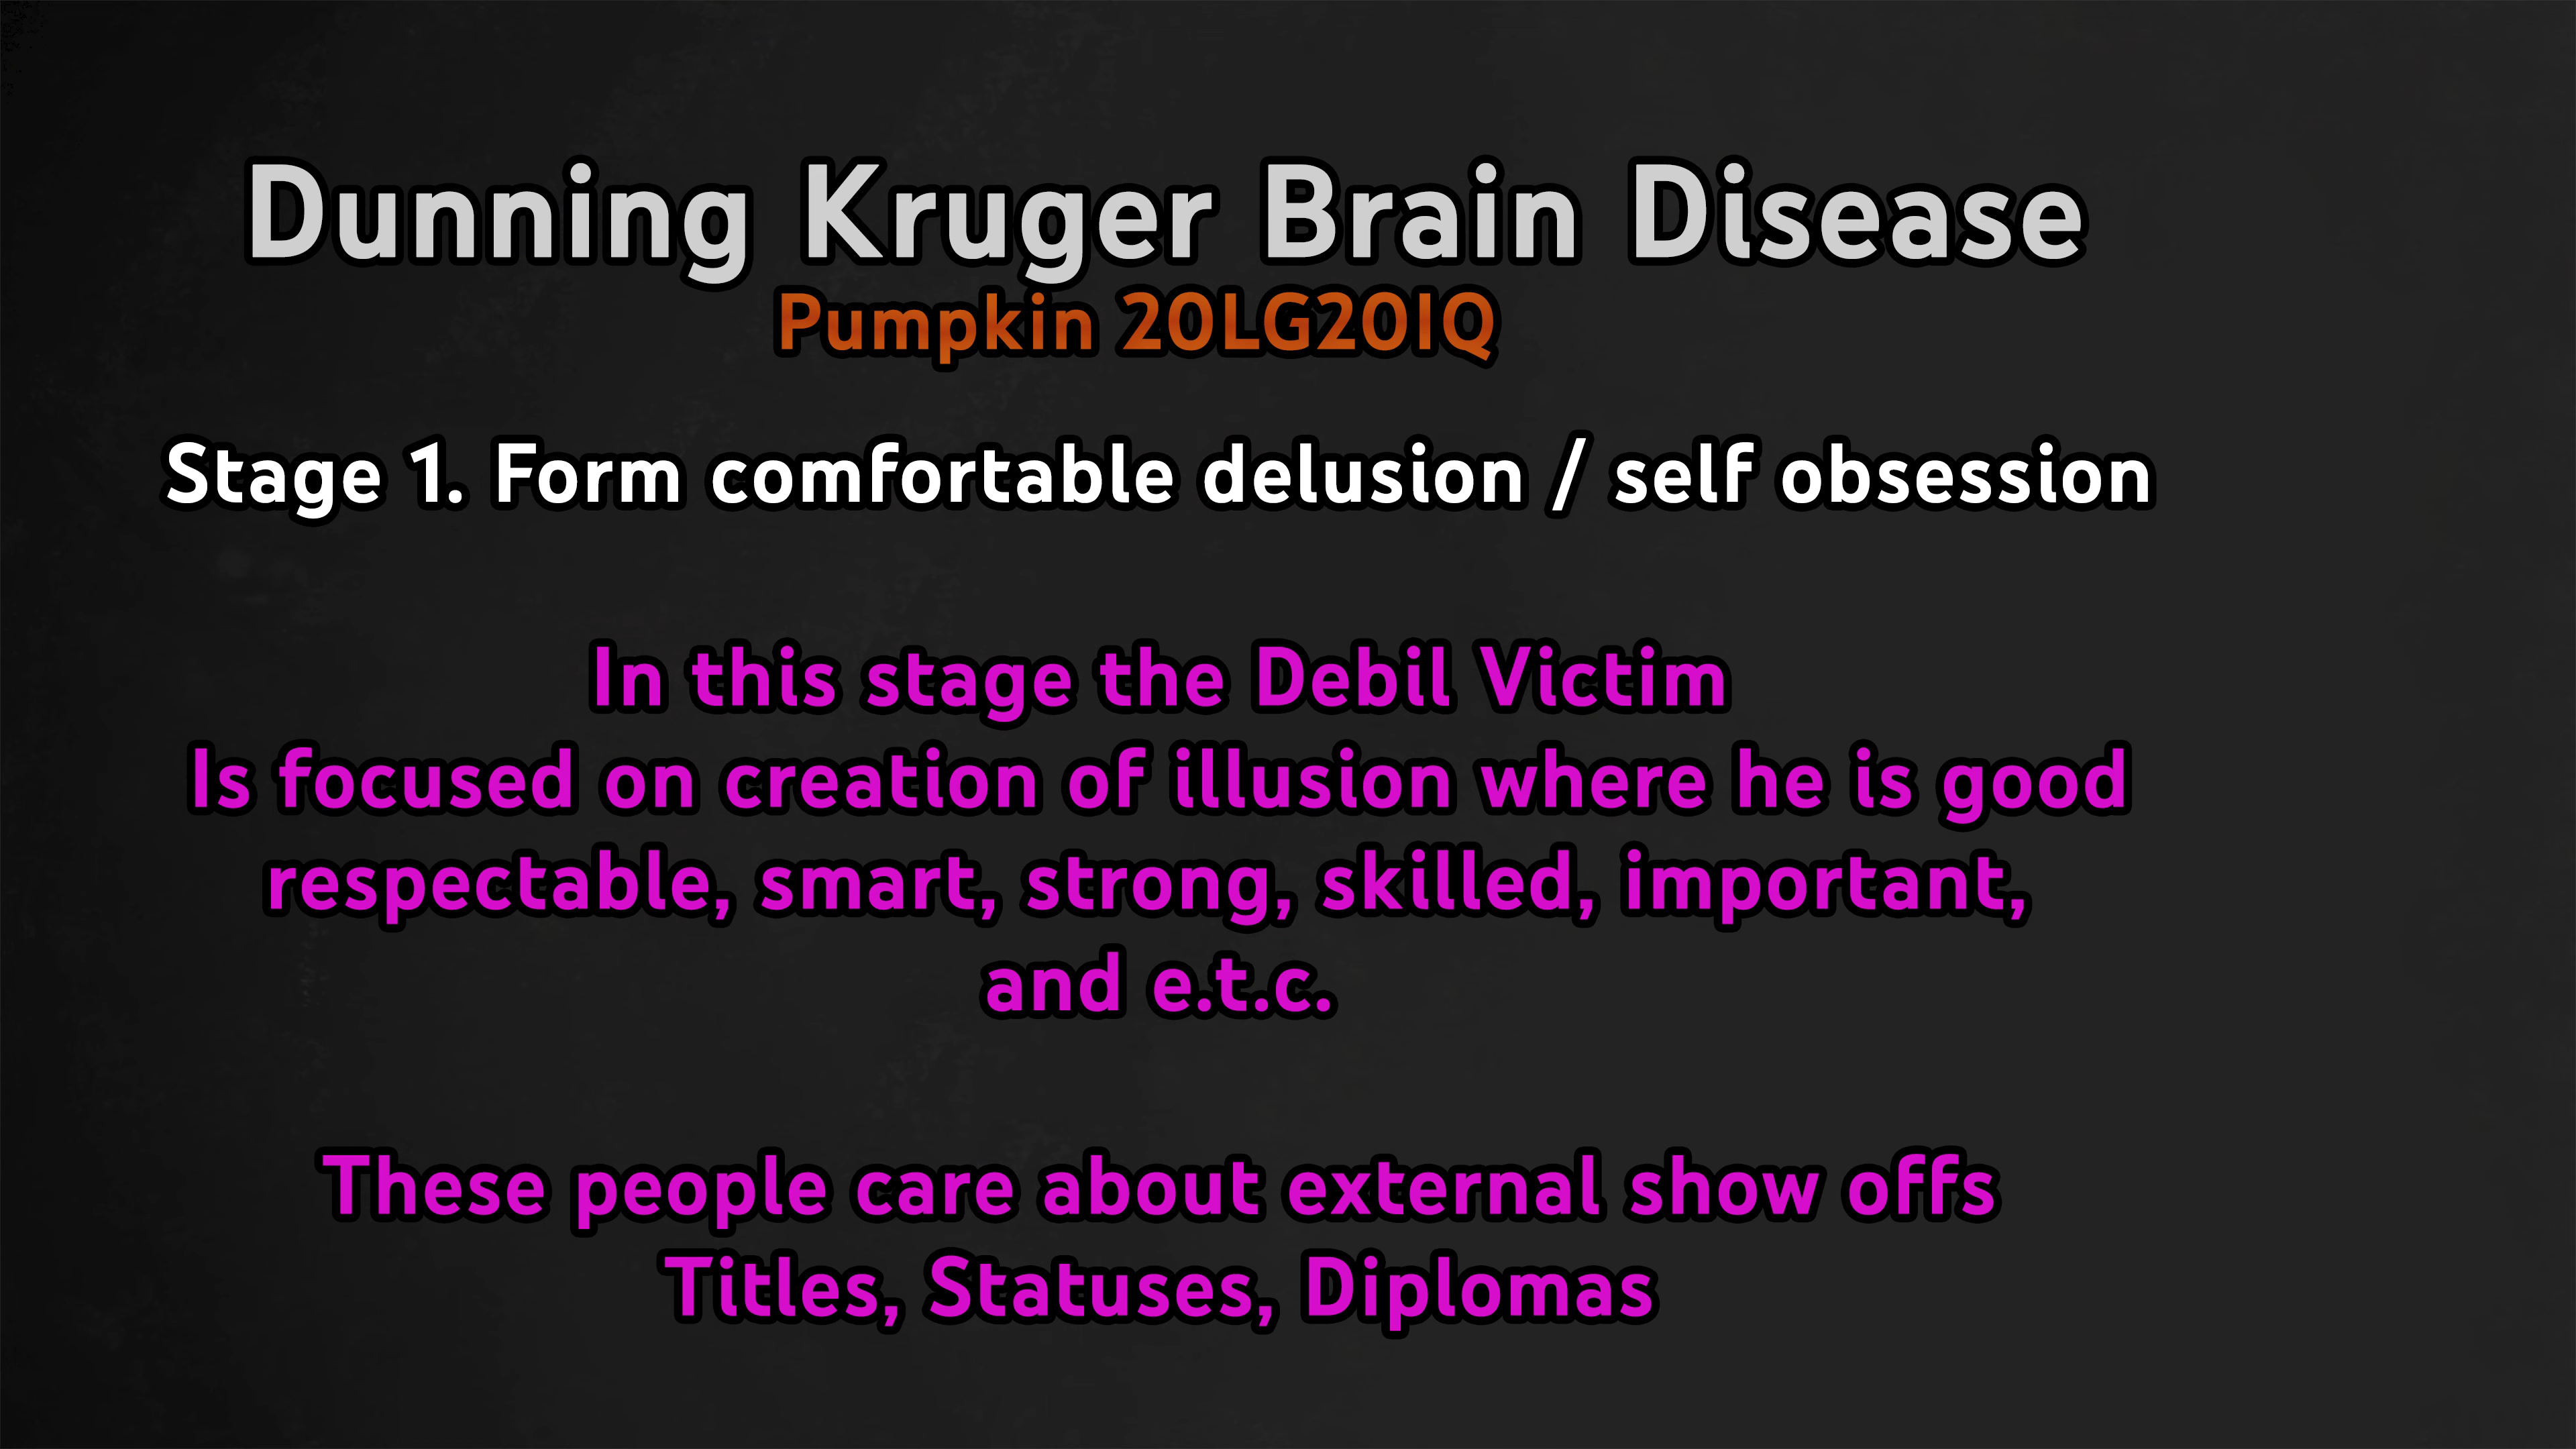 Dunning Kruger Brain Disease
Pumpkin 20LG20IQ
Stage 1. Form comfortable delusion / self obsession
In this stage the Debil Victim
Is focused on creation of illusion where he is good
respectable, smart, strong, skilled, important,
and e.t.c.
These people care about external show offs
Titles, Statuses, Diplomas